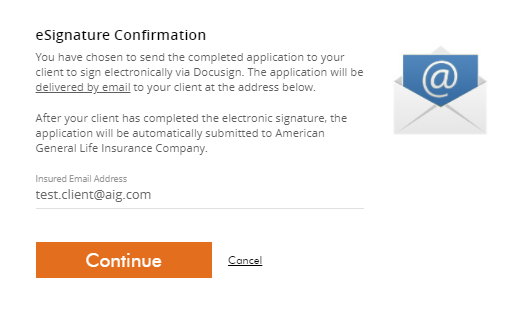 eSignature Confirmation
You have chosen to send the completed application to your
client to sign electronically via Docusign. The application will be
delivered by email to your client at the address below.
After your client has completed the electronic signature, the
application will be automatically submitted to American
General Life Insurance Company.
Insured Email Address
test.client@aig.com
Continue
Cancel